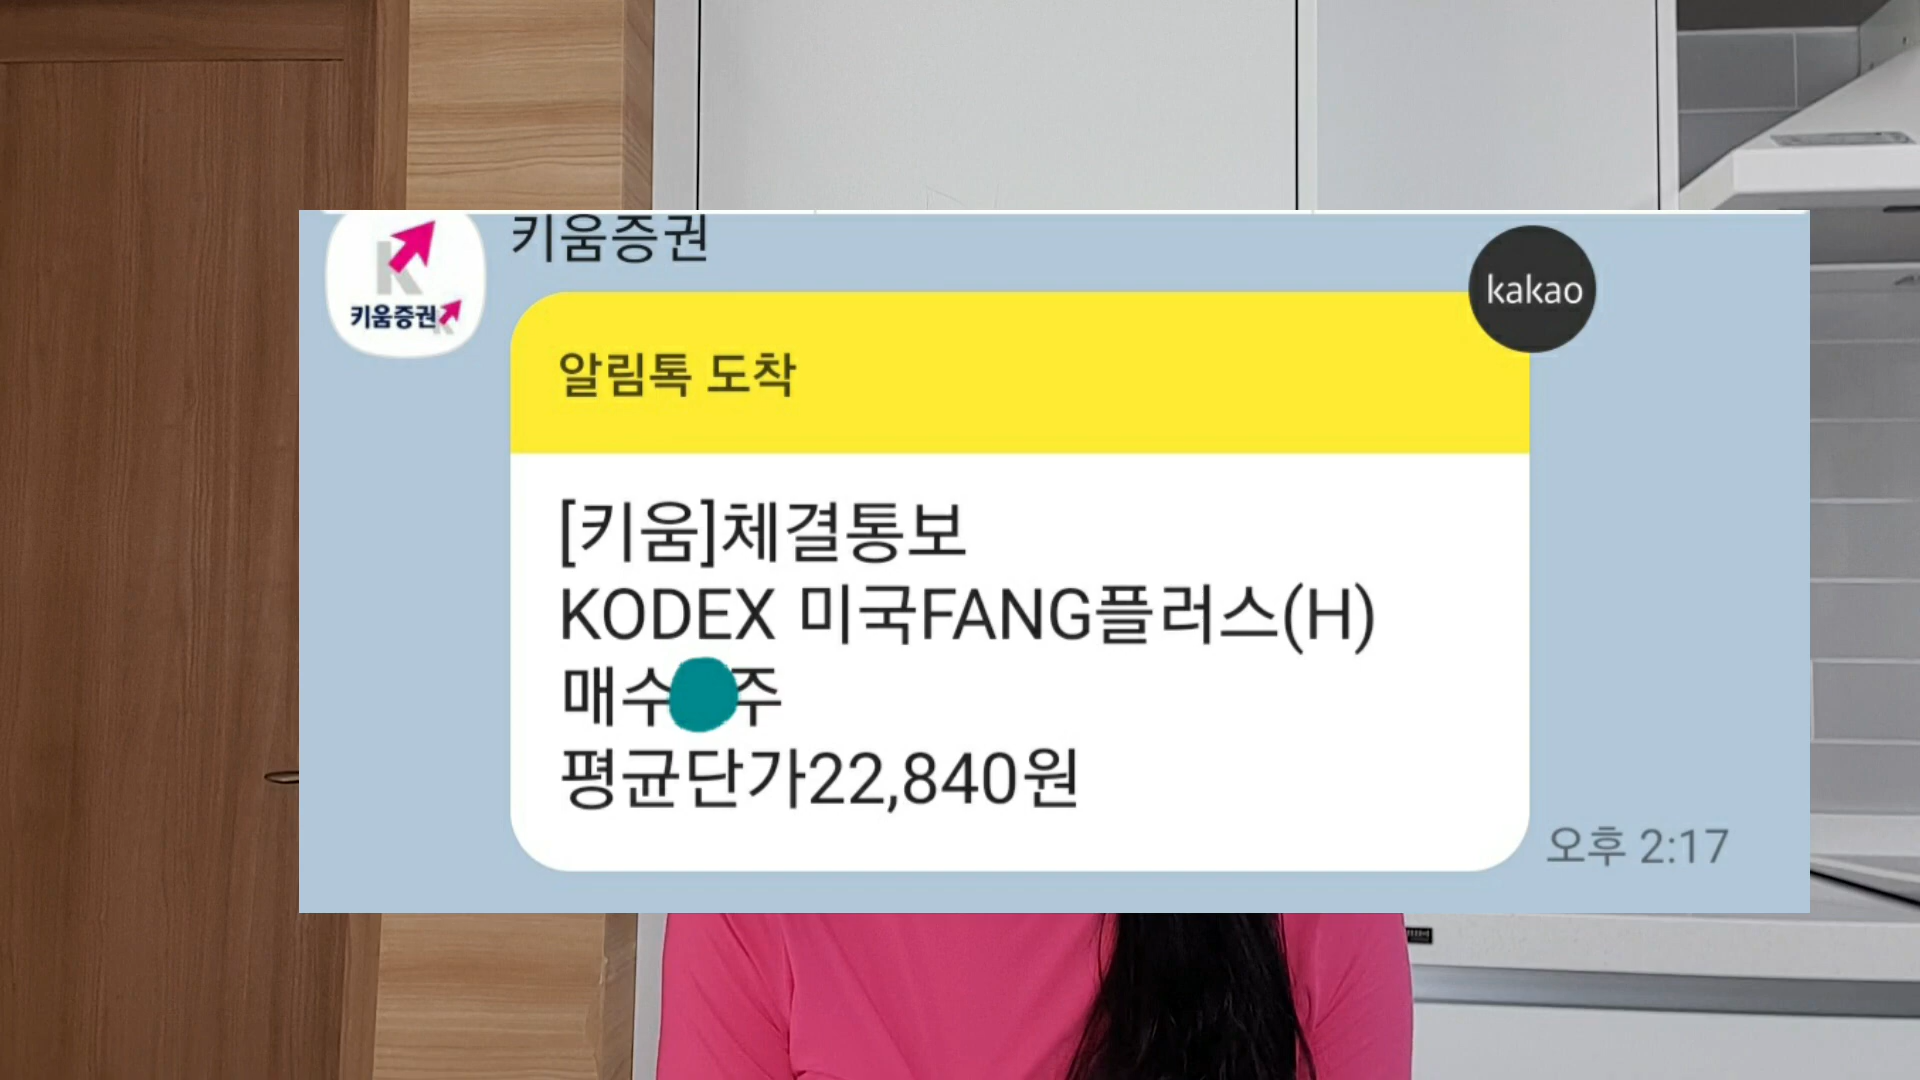 키움증권
키움증권
kakao
알림톡 도착
[키움]체결통보
KODEX 미국FANG플러스(H)
매수 주
평균단가22,840원
오후 2:17